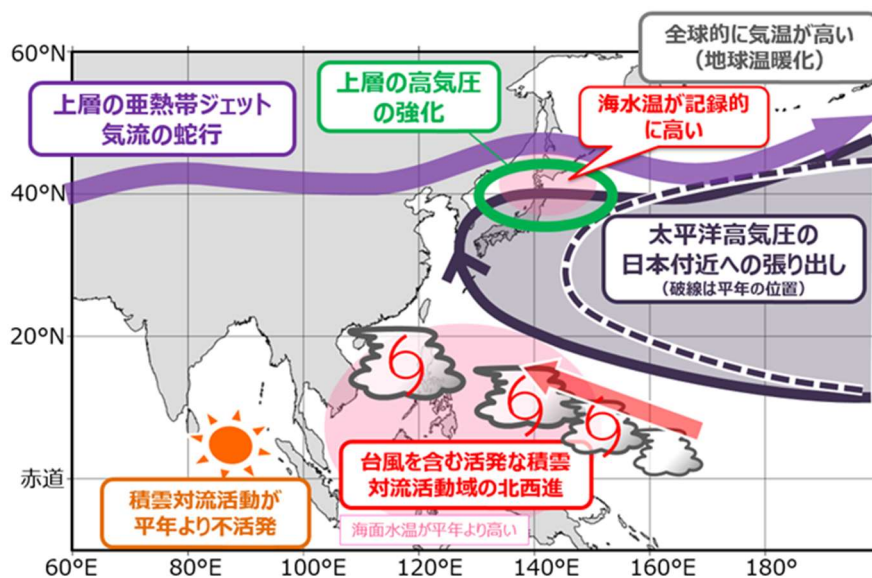 全球的に気温が高い
（地球温暖化）
60°N
上層の亜熱帯ジェット
気流の蛇行
上層の高気圧
の強化
海水温が記録的
に高い
40°N
太平洋高気圧の
日本付近への張り出し
（破線は平年の位置）
20°N
赤道
台風を含む活発な積雲
対流活動域の北西進
積雲対流活動が
平年より不活発
海面水温が平年より高い
60°E
80°E
100°E
120°E
140°E
160°E
180°